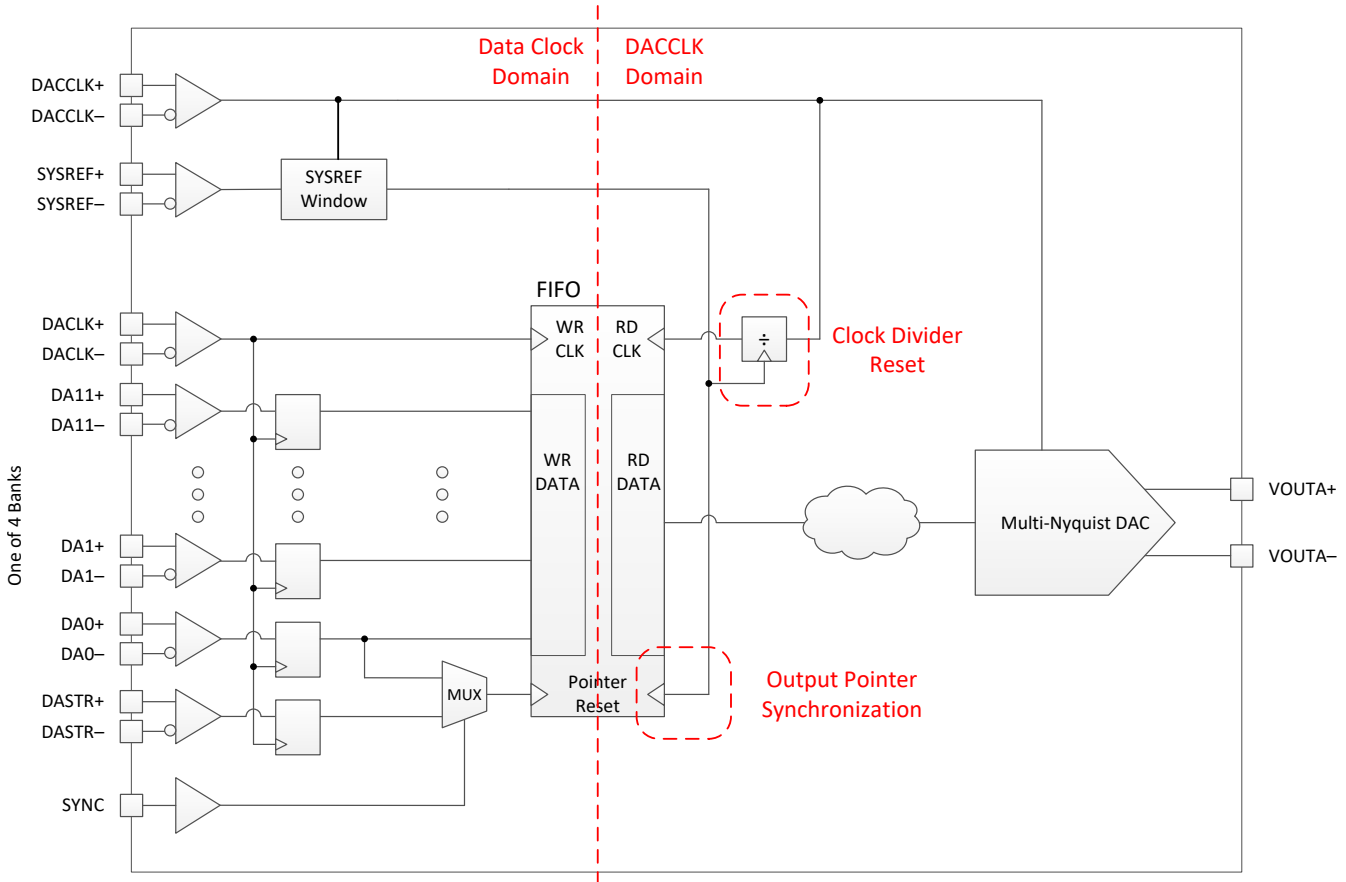 Data Clock
Domain
DACCLK
Domain
DACCLK+
DACCLK–
SYSREF+
SYSREF–
SYSREF
Window
FIFO
DACLK+
DACLK–
WR
CLK
RD
CLK
÷
Clock Divider
Reset
DA11+
DA11–
WR
DATA
RD
DATA
One of 4 Banks
Multi-Nyquist DAC
VOUTA+
VOUTA–
DA1+
DA1–
DA0+
DA0–
DASTR+
DASTR–
MUX
Pointer
Reset
Output Pointer
Synchronization
SYNC